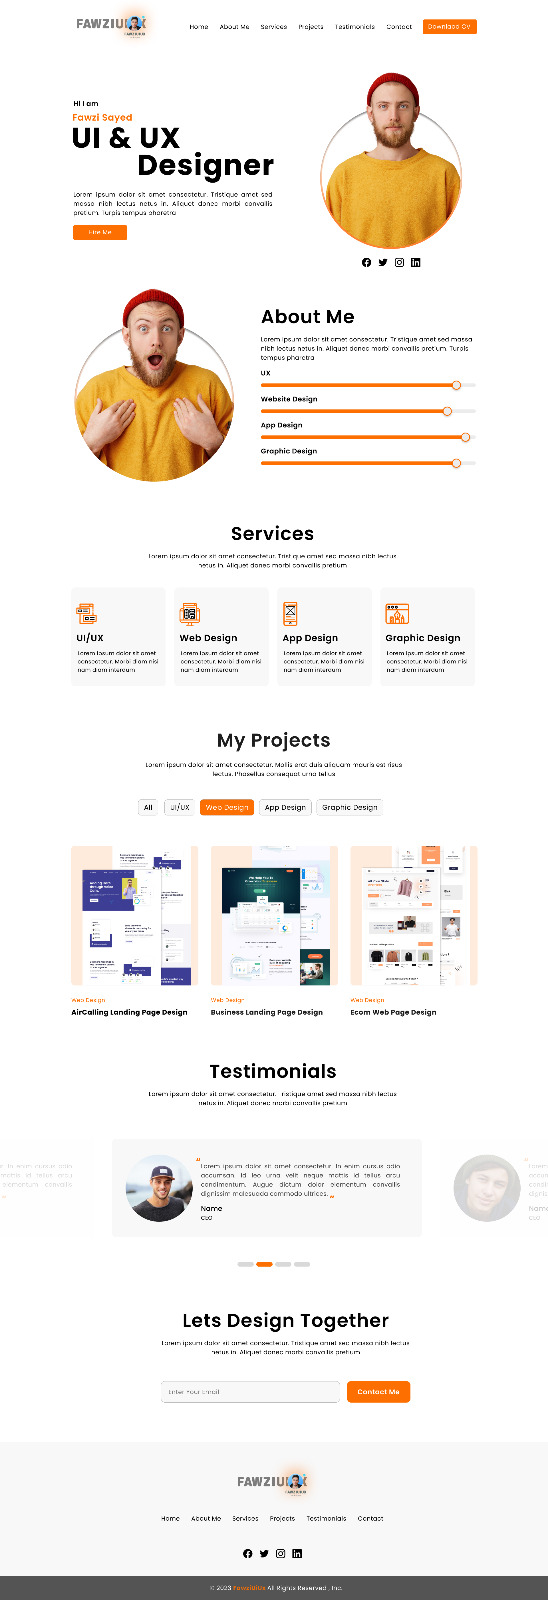 FAWZIUIUX
Home About Me Services Projects Testimonials Contact Download CV
Hi I am
Fawzi Sayed
UI & UX
Designer
Lorem ipsum dolor sit amet consectetur. Tristique amet sed
massa nibh lectus netus in. Aliquet donec morbi convallis
pretium. Turpis tempus pharetra
Hire Me
About Me
Lorem ipsum dolor sit amet consectetur. Tristique amet sed massa
nibh lectus netus in. Aliquet donec morbi convallis pretium. Turpis
tempus pharetra
UX
Website Design
App Design
Graphic Design
Services
Lorem ipsum dolor sit amet consectetur. Tristique amet sed massa nibh lectus
netus in. Aliquet donec morbi convallis pretium
UI/UX
Lorem ipsum dolor sit amet
consectetur. Morbi diam nisi
nam diam interdum
Web Design
Lorem ipsum dolor sit amet
consectetur. Morbi diam nisi
nam diam interdum
App Design
Lorem ipsum dolor sit amet
consectetur. Morbi diam nisi
nam diam interdum
Graphic Design
Lorem ipsum dolor sit amet
consectetur. Morbi diam nisi
nam diam interdum
My Projects
Lorem ipsum dolor sit amet consectetur. Mollis erat duis aliquam mauris est risus
lectus. Phasellus consequat urna tellus
All UI/UX Web Design App Design Graphic Design
Web Design
AirCalling Landing Page Design
Web Design
Business Landing Page Design
Web Design
Ecom Web Page Design
Testimonials
Lorem ipsum dolor sit amet consectetur. Tristique amet sed massa nibh lectus
netus in. Aliquet donec morbi convallis pretium
In enim cursus odio
mattis id tellus arcu
elementum convallis
“
Lorem ipsum dolor sit amet consectetur. In enim cursus odio
accumsan. Id leo urna velit neque mattis id tellus arcu
condimentum. Augue dictum dolor elementum convallis
dignissim malesuada commodo ultrices. ”
Name
CEO
Name
CEO
Lets Design Together
Lorem ipsum dolor sit amet consectetur. Tristique amet sed massa nibh lectus
netus in. Aliquet donec morbi convallis pretium
Enter Your Email Contact Me
FAWZIUIUX
Home About Me Services Projects Testimonials Contact
© 2023 FawziUiUx All Rights Reserved , Inc.